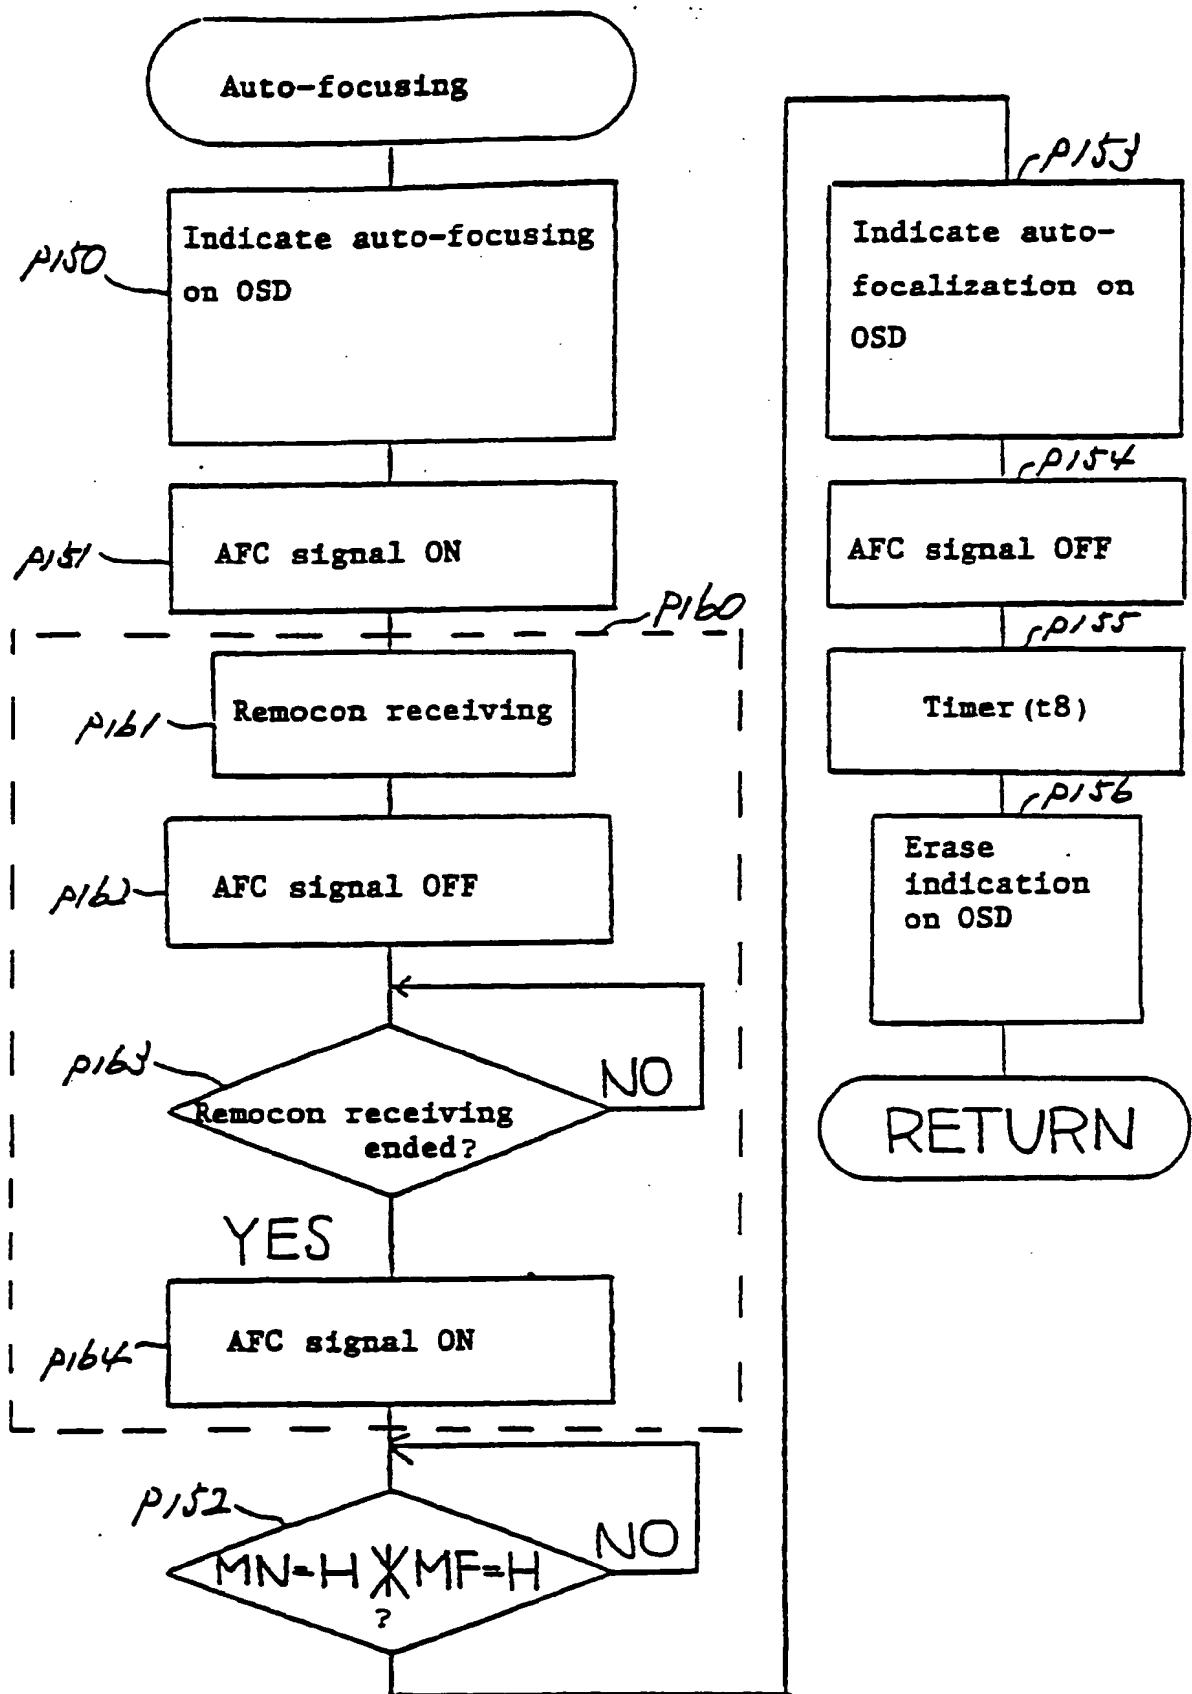 Auto-focusing
P150
Indicate auto-focusing
on OSD
P151
AFC signal ON
P160
P161
Remocon receiving
P162
AFC signal OFF
P163
Remocon receiving
ended?
NO
YES
P164
AFC signal ON
P152
MN=H * MF=H
?
NO
P153
Indicate auto-
focalization on
OSD
P154
AFC signal OFF
P155
Timer (t8)
P156
Erase
indication
on OSD
RETURN